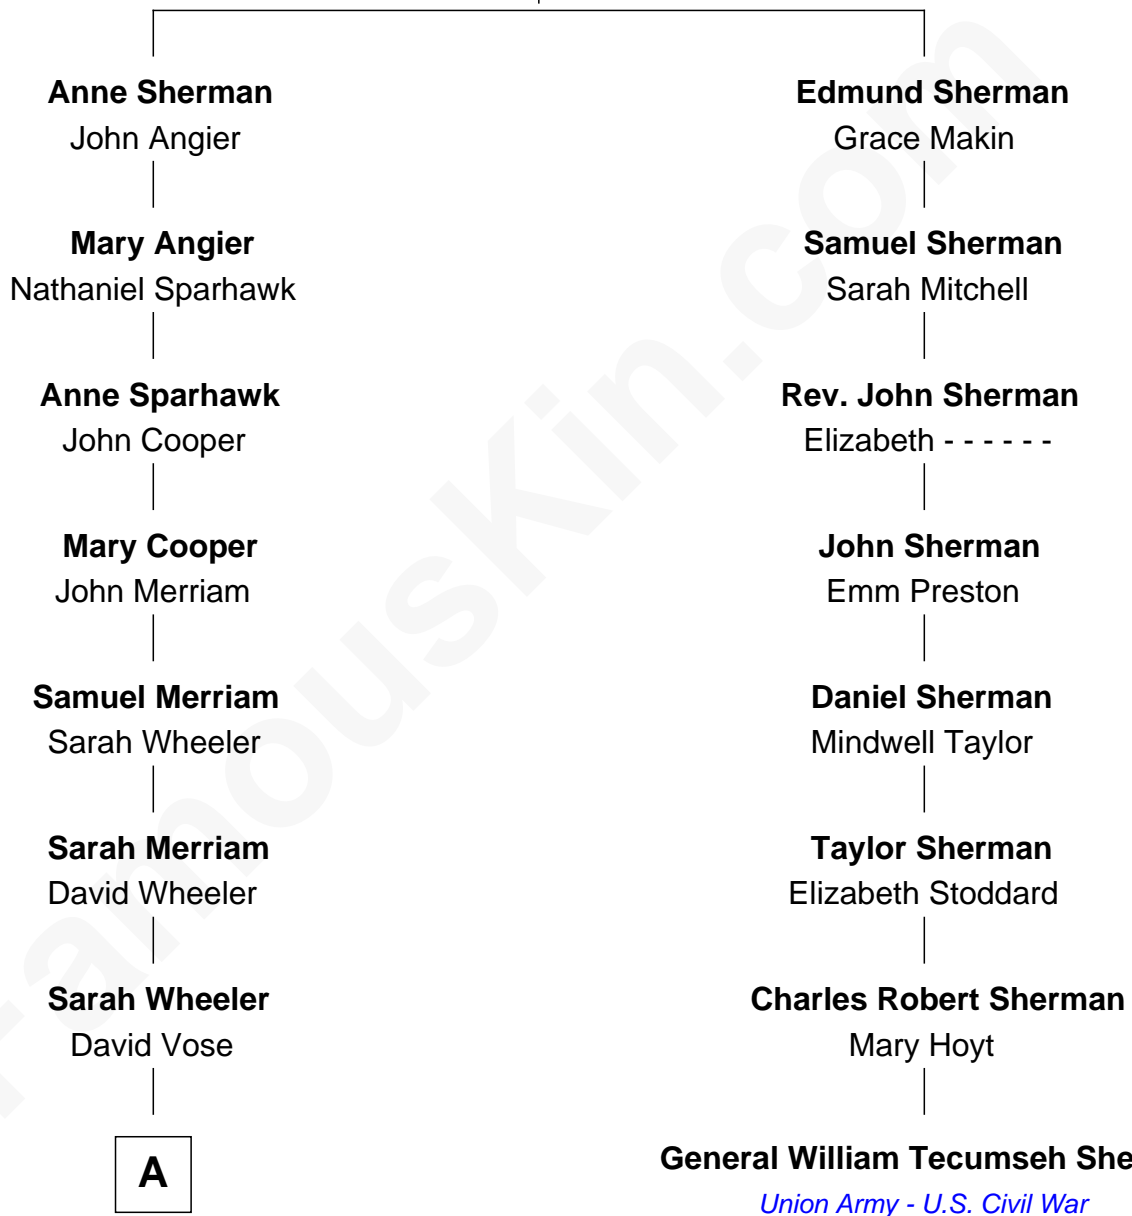 Anne Sherman
John Angier
Edmund Sherman
Grace Makin
Mary Angier
Nathaniel Sparhawk
Samuel Sherman
Sarah Mitchell
Anne Sparhawk
John Cooper
Rev. John Sherman
Elizabeth - - - - - -
Mary Cooper
John Merriam
John Sherman
Emm Preston
Samuel Merriam
Sarah Wheeler
Daniel Sherman
Mindwell Taylor
Sarah Merriam
David Wheeler
Taylor Sherman
Elizabeth Stoddard
Sarah Wheeler
David Vose
Charles Robert Sherman
Mary Hoyt
A
General William Tecumseh She
Union Army - U.S. Civil War
FamousKin.com